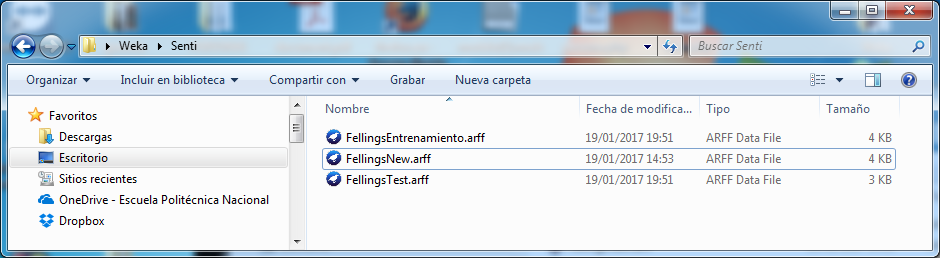 Weka Senti
Buscar Senti
Organizar Incluir en biblioteca Compartir con Grabar Nueva carpeta
Favoritos
Descargas
Escritorio
Sitios recientes
OneDrive - Escuela Politécnica Nacional
Dropbox
Nombre Fecha de modifica... Tipo Tamaño
FellingsEntrenamiento.arff 19/01/2017 19:51 ARFF Data File 4 KB
FellingsNew.arff 19/01/2017 14:53 ARFF Data File 4 KB
FellingsTest.arff 19/01/2017 19:51 ARFF Data File 3 KB